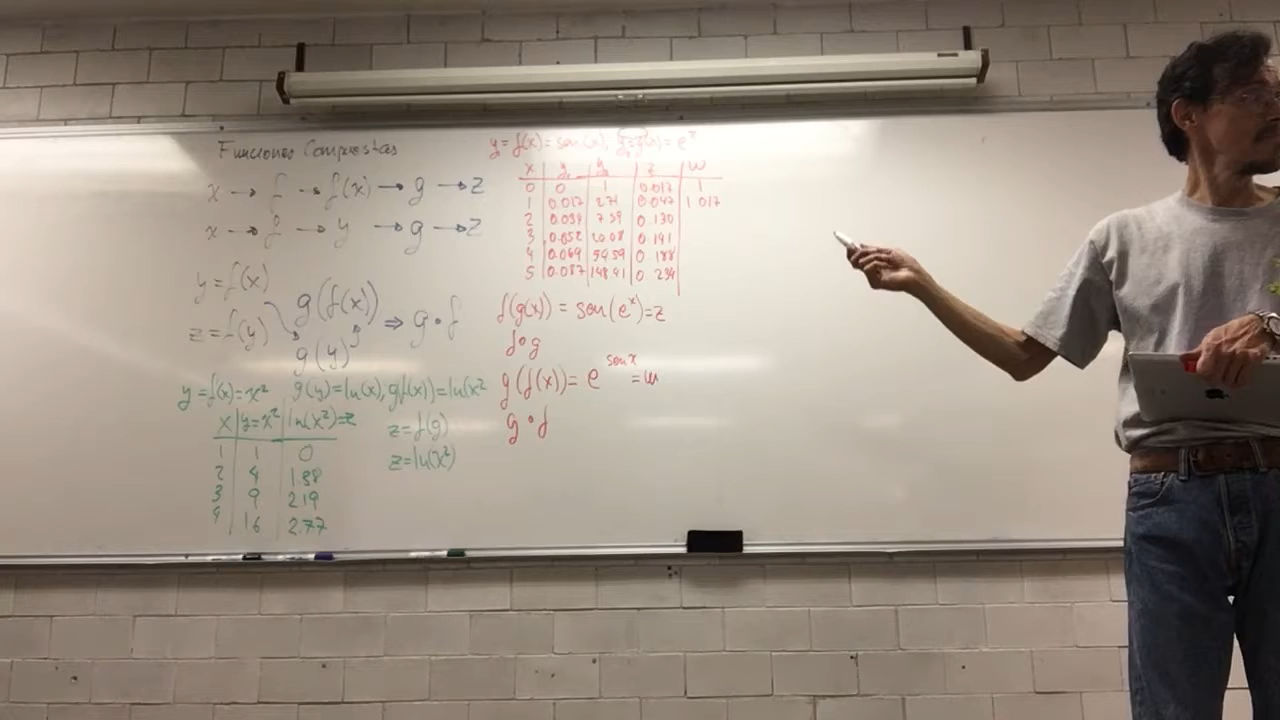 Funciones Compuestas
x → f → f(x) → g → z
x → f → y → g → z
y = f(x)
z = f(y)
g(f(x)) ⇒ g∘f
g(y)
y = f(x) = x² g(y) = ln(x), g(f(x)) = ln(x²
x | y=x² | ln(x²)=z
1 | 1 | 0
2 | 4 | 1.38
3 | 9 | 2.19
4 | 16 | 2.77
z = f(g)
z = ln(x²)
y = f(x) = sen(x), = e^x
x | y₁ | y₂ | z | w
0 | 0 | 1 | 0.017 | 1
1 | 0.017 | 2.71 | 0.047 | 1.017
2 | 0.034 | 7.39 | 0.130
3 | 0.052 | 20.08 | 0.191
4 | 0.069 | 54.59 | 0.188
5 | 0.087 | 148.41 | 0.234
f(g(x)) = sen(e^x) = z
f∘g
g(f(x)) = e^sen x = w
g∘f